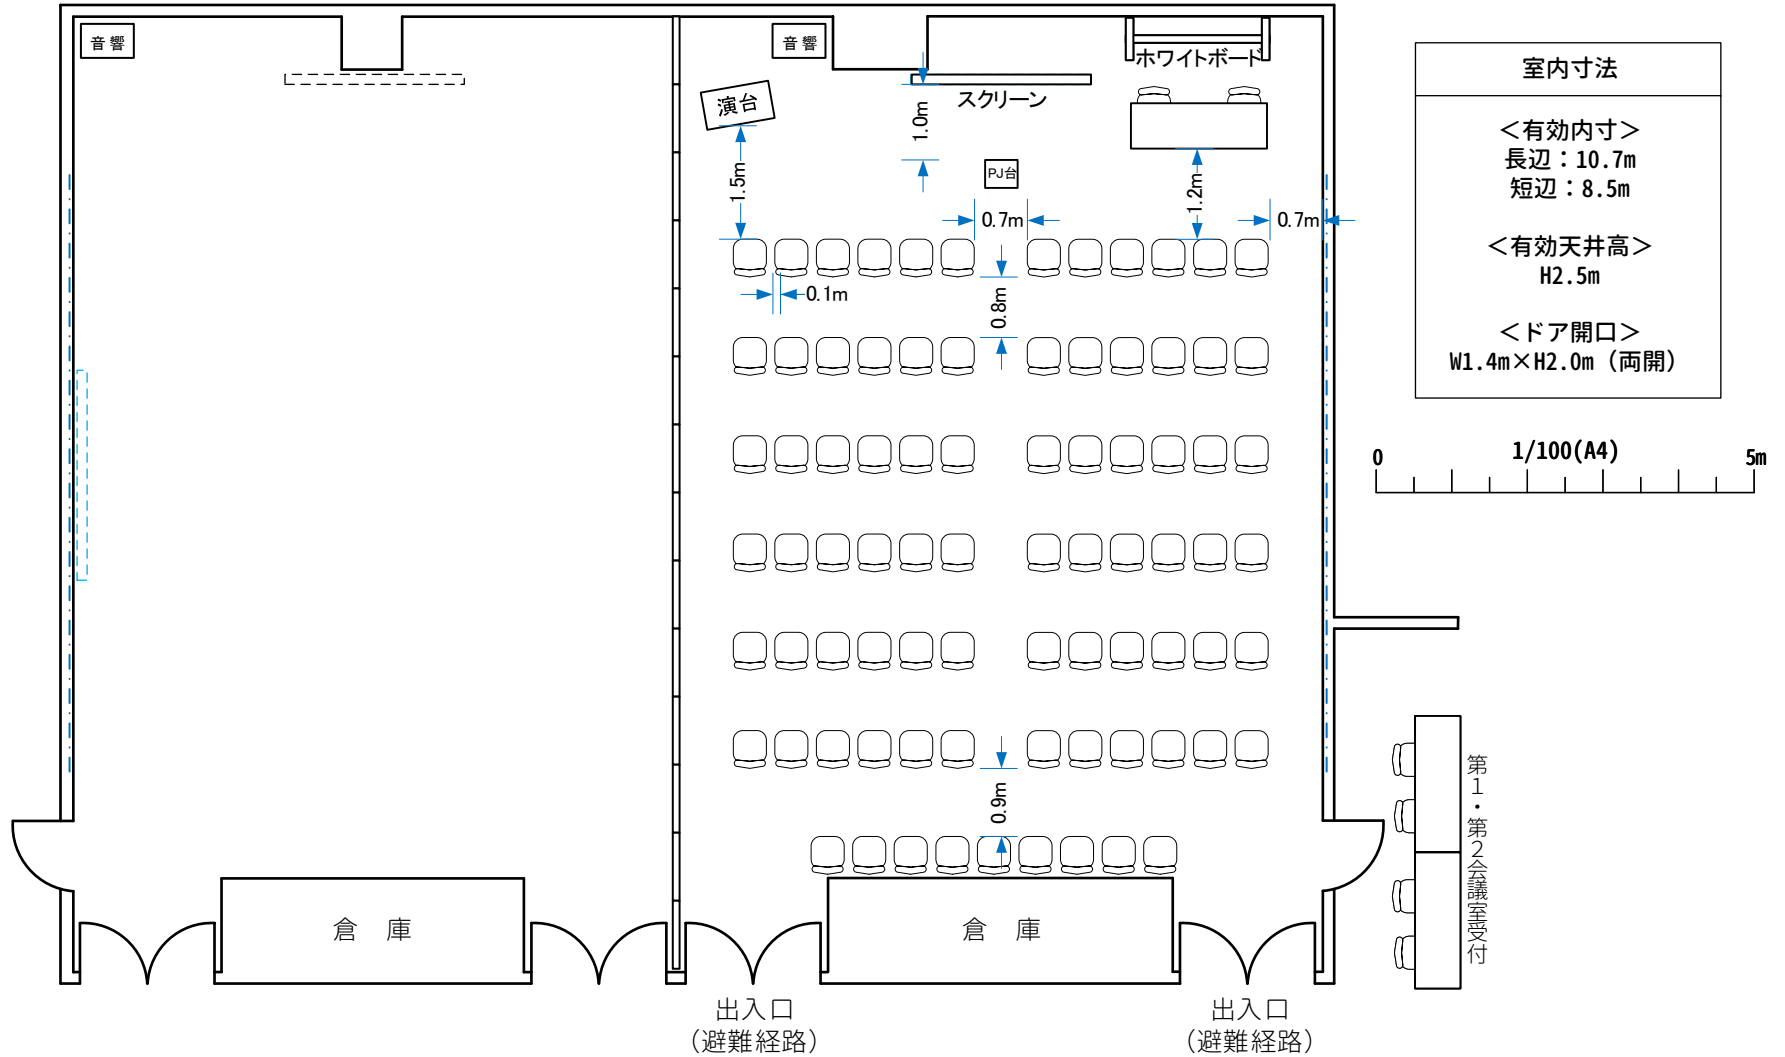 音響
音響
ホワイトボード
スクリーン
演台
1.0m
PJ台
1.5m
1.2m
0.7m
0.7m
0.1m
0.8m
0.9m
倉 庫
倉 庫
出入口
（避難経路）
出入口
（避難経路）
室内寸法
＜有効内寸＞
長辺：10.7m
短辺：8.5m
＜有効天井高＞
H2.5m
＜ドア開口＞
W1.4m×H2.0m（両開）
0 1/100(A4) 5m
第１・第２会議室受付